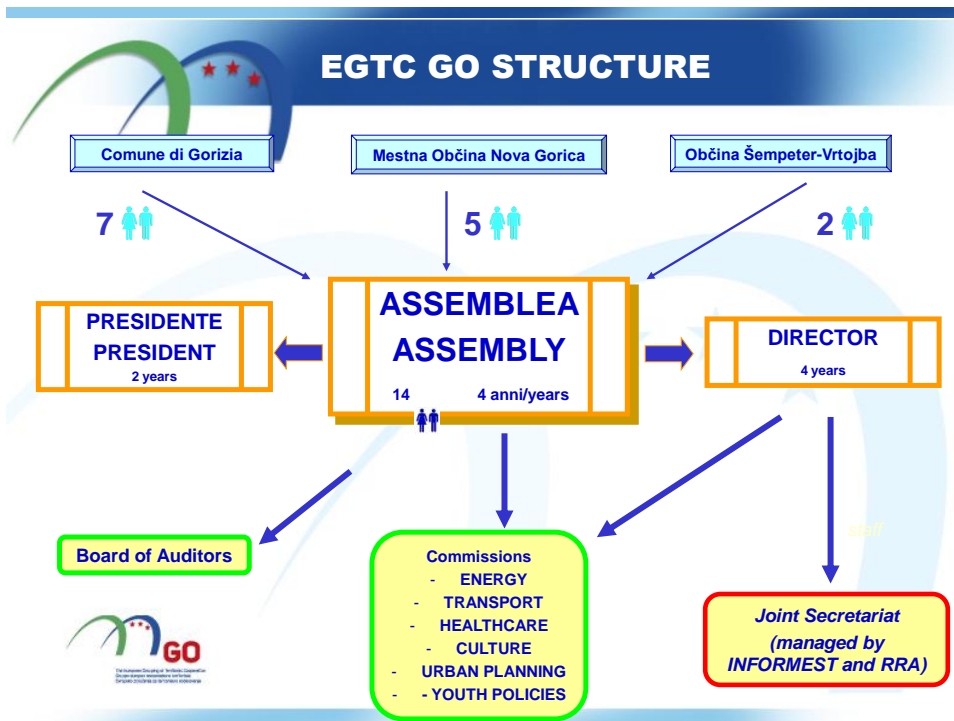 EGTC GO STRUCTURE
Comune di Gorizia
Mestna Občina Nova Gorica
Občina Šempeter-Vrtojba
7
5
2
PRESIDENTE
PRESIDENT
2 years
ASSEMBLEA
ASSEMBLY
14 4 anni/years
DIRECTOR
4 years
staff
Board of Auditors
Commissions
- ENERGY
- TRANSPORT
- HEALTHCARE
- CULTURE
- URBAN PLANNING
- - YOUTH POLICIES
Joint Secretariat
(managed by
INFORMEST and RRA)
GO